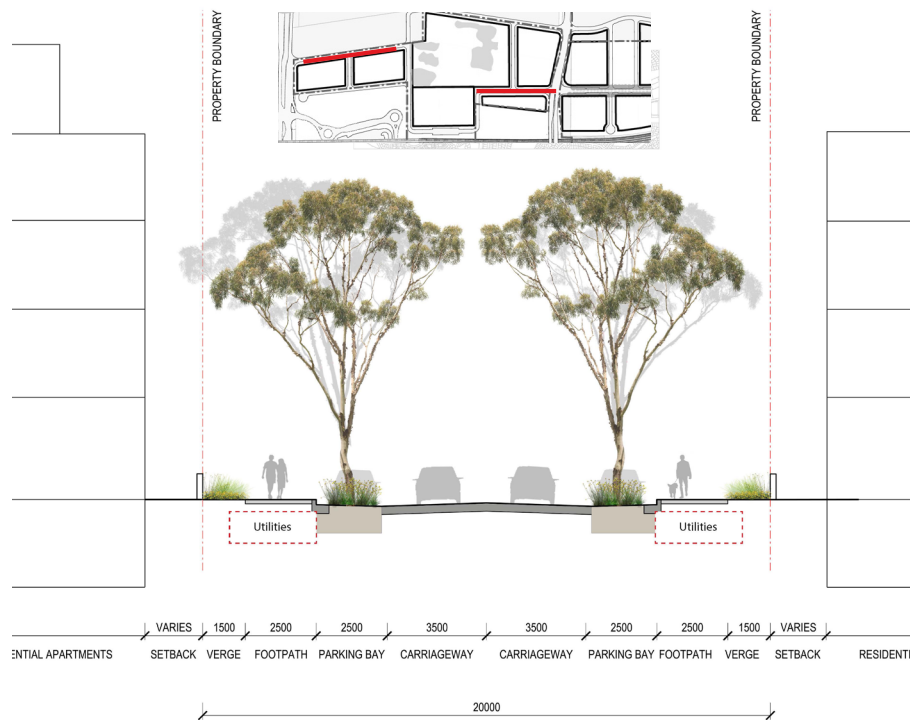 PROPERTY BOUNDARY
PROPERTY BOUNDARY
Utilities
Utilities
VARIES 1500 2500 2500 3500 3500 2500 2500 1500 VARIES
ENTIAL APARTMENTS SETBACK VERGE FOOTPATH PARKING BAY CARRIAGEWAY CARRIAGEWAY PARKING BAY FOOTPATH VERGE SETBACK RESIDENTI
20000